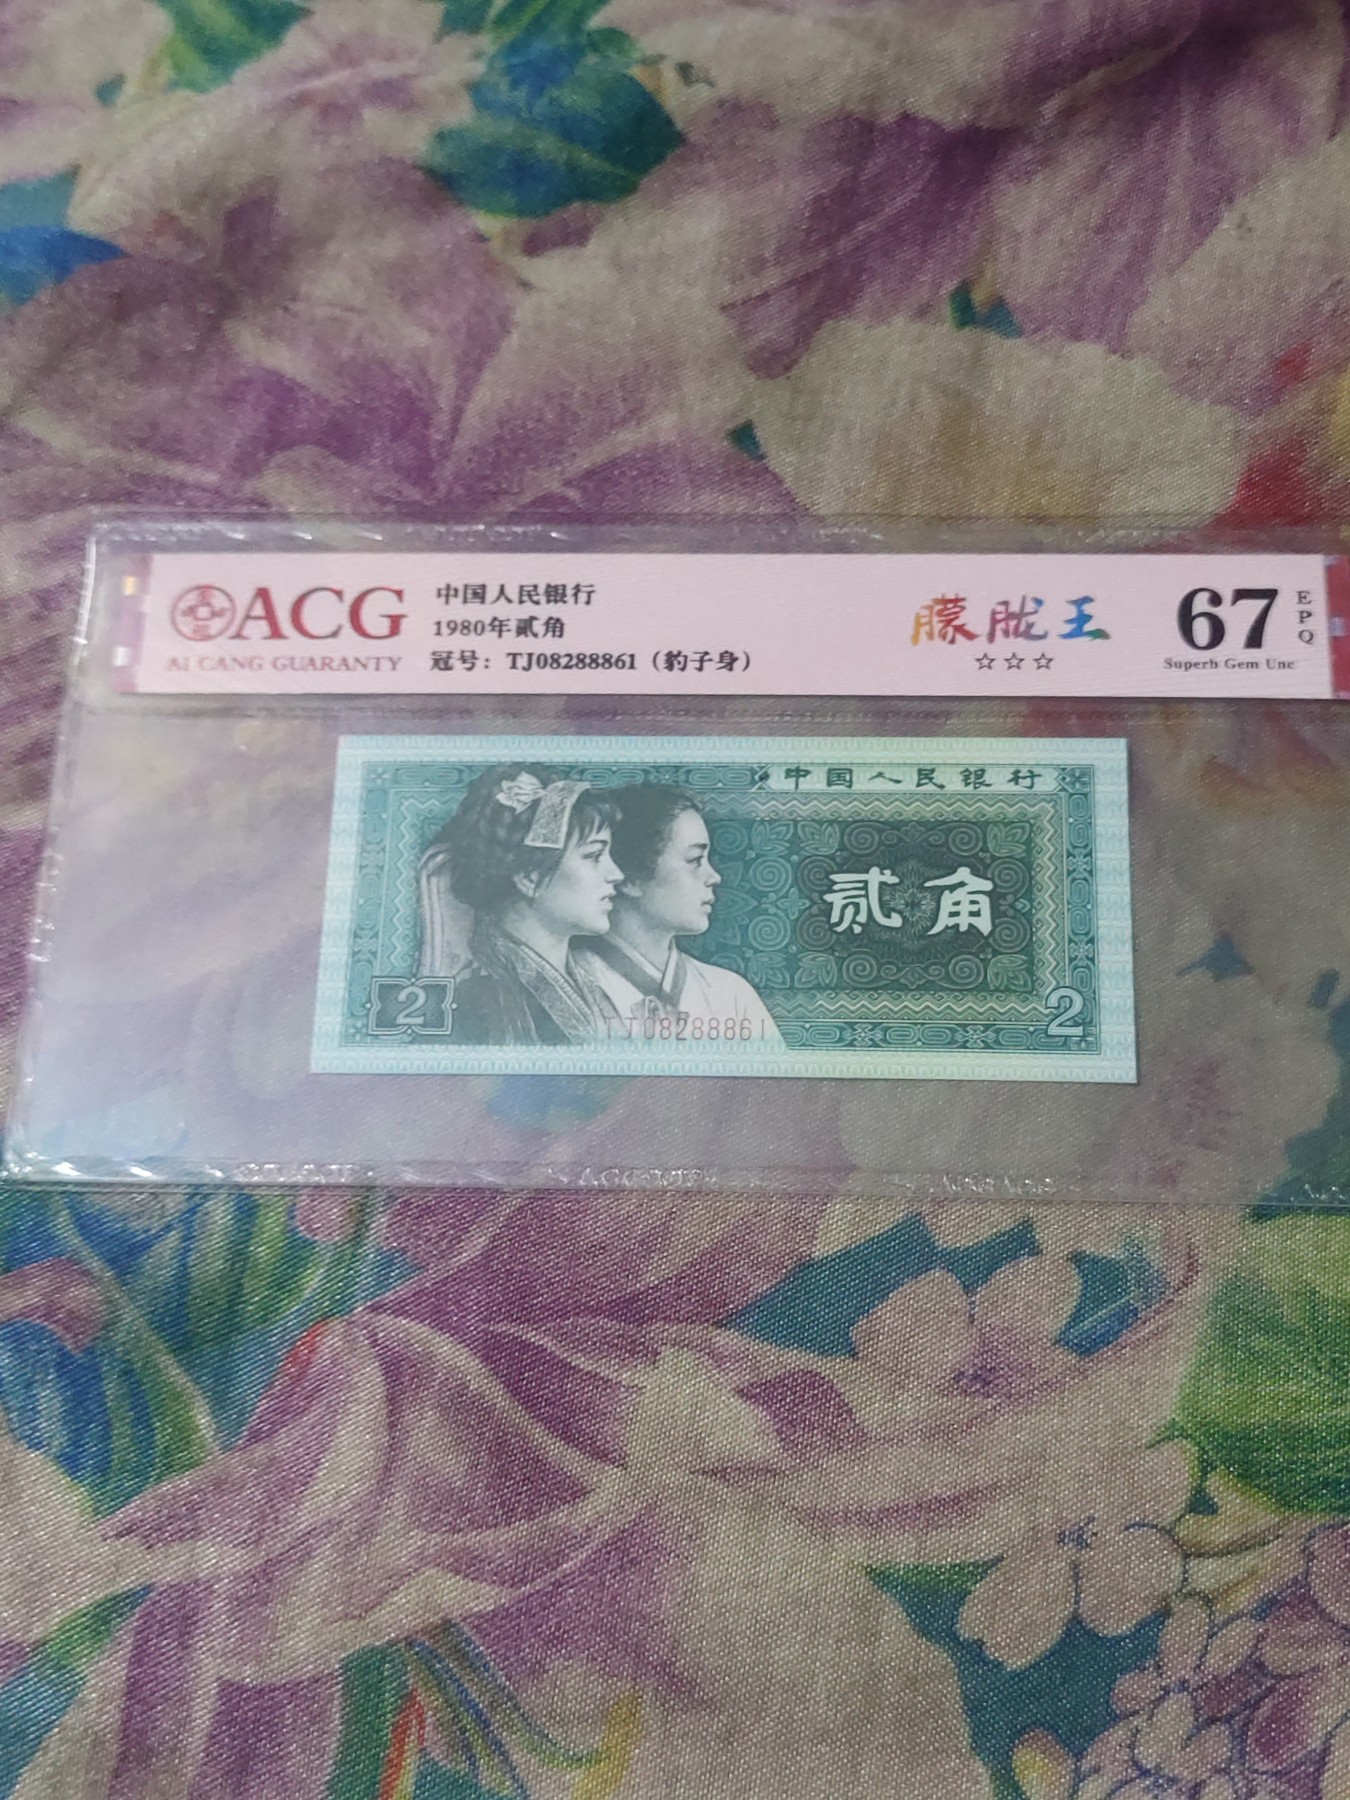 ACG
AI CANG GUARANTY
中国人民银行
1980年贰角
冠号：TJ08288861（豹子身）
朦胧王
☆☆☆
67
EPQ
Superb Gem Unc
中国人民银行
贰角
2
2
TJ08288861